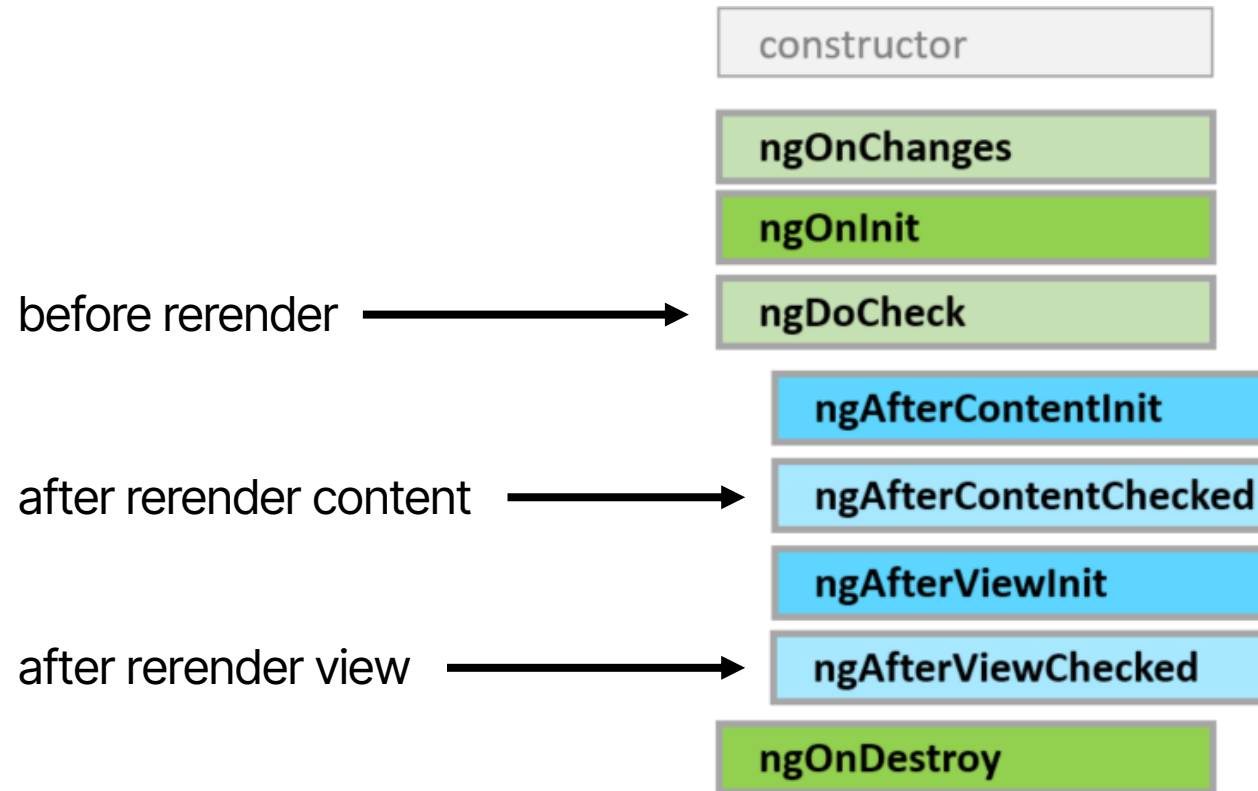 constructor
ngOnChanges
ngOnInit
before rerender
ngDoCheck
ngAfterContentInit
after rerender content
ngAfterContentChecked
ngAfterViewInit
after rerender view
ngAfterViewChecked
ngOnDestroy